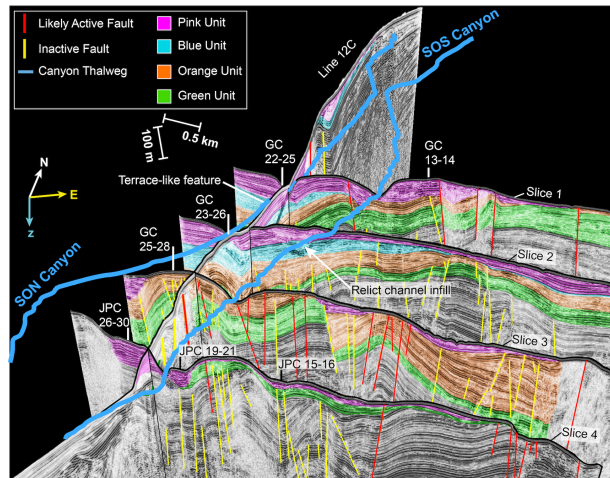 Likely Active Fault
Inactive Fault
Canyon Thalweg
Pink Unit
Blue Unit
Orange Unit
Green Unit
Line 12C
SOS Canyon
100 m
0.5 km
N
E
z
GC
22-25
GC
13-14
Terrace-like feature
Slice 1
GC
23-26
GC
25-28
Slice 2
SON Canyon
Relict channel infill
JPC
26-30
Slice 3
JPC 19-21
JPC 15-16
Slice 4